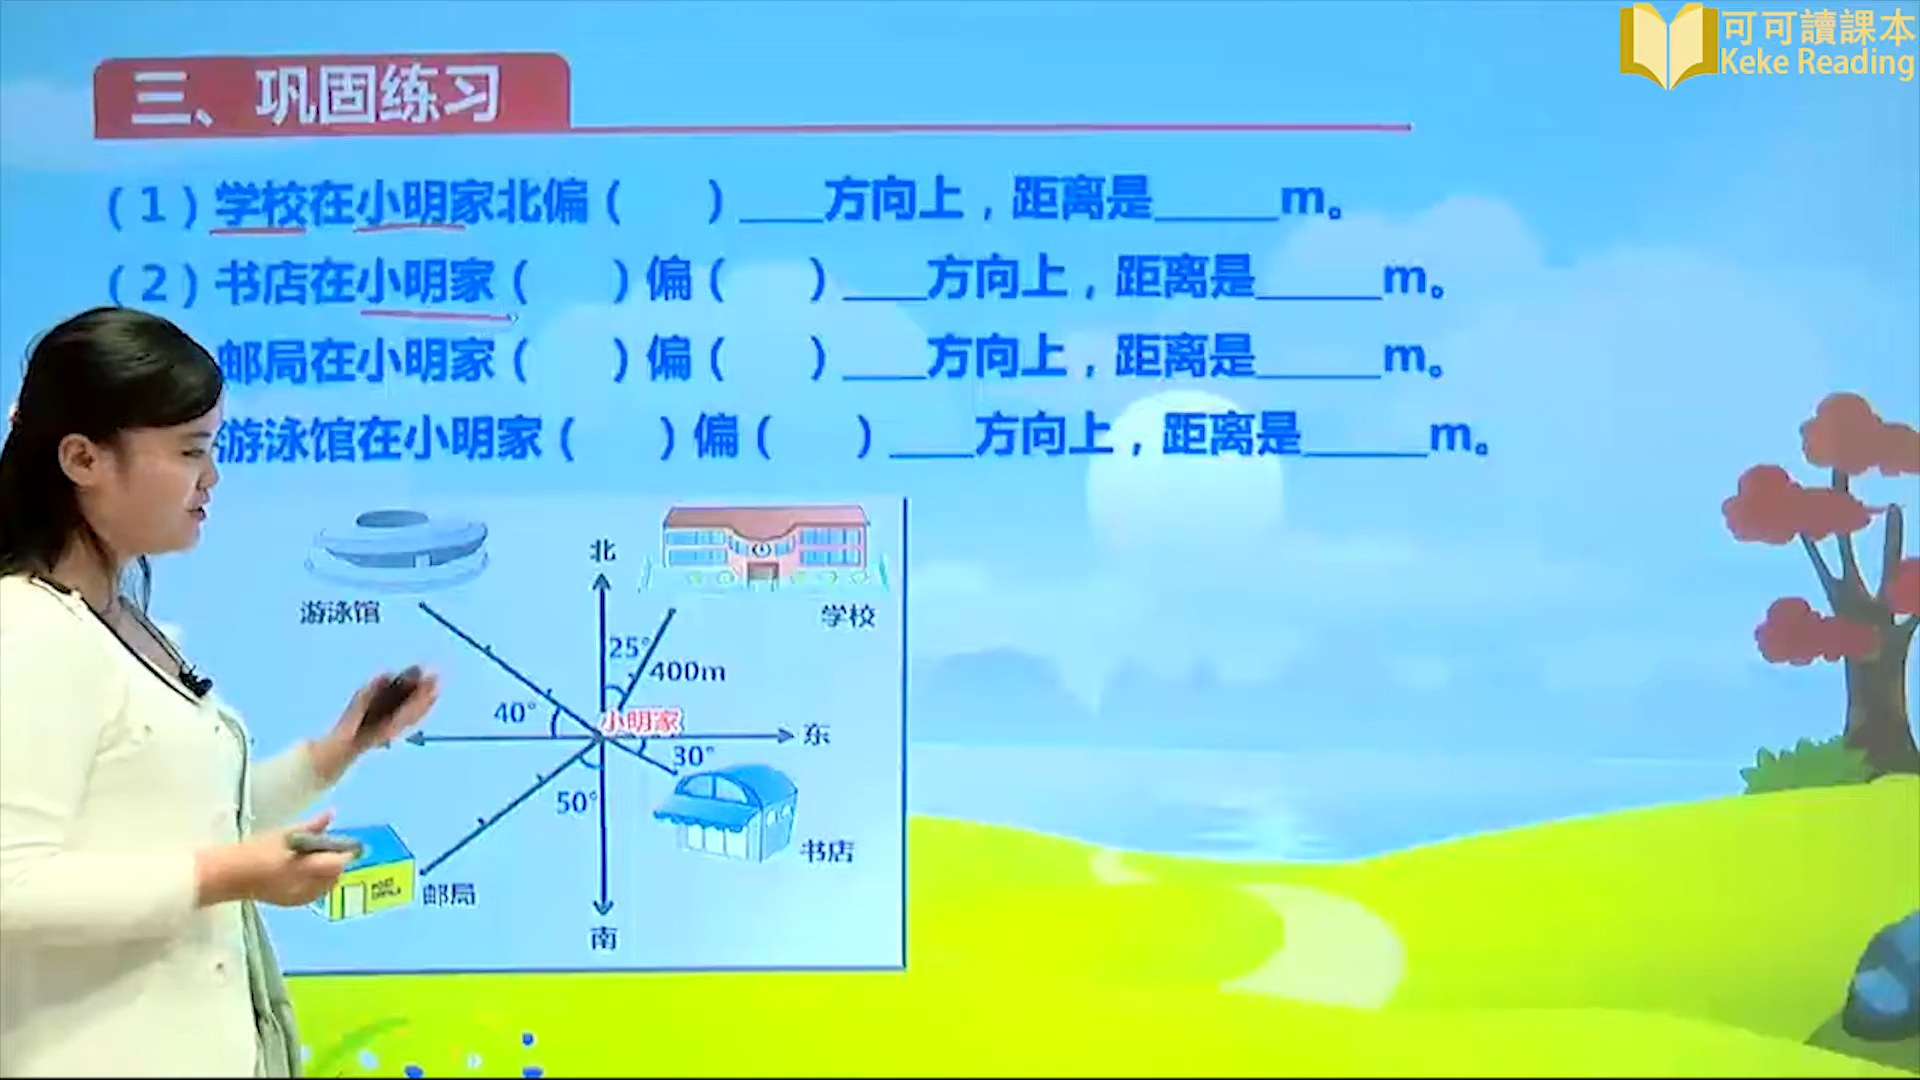 可可讀課本
Keke Reading
三、巩固练习
（1）学校在小明家北偏（ ）____方向上，距离是______m。
（2）书店在小明家（ ）偏（ ）____方向上，距离是______m。
邮局在小明家（ ）偏（ ）____方向上，距离是______m。
游泳馆在小明家（ ）偏（ ）____方向上，距离是______m。
北
游泳馆
学校
25°
400m
40°
小明家
东
30°
50°
书店
POST
邮局
南